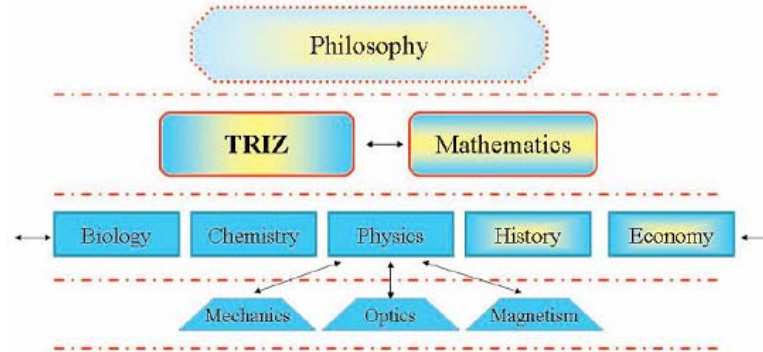 Philosophy
TRIZ
Mathematics
Biology
Chemistry
Physics
History
Economy
Mechanics
Optics
Magnetism